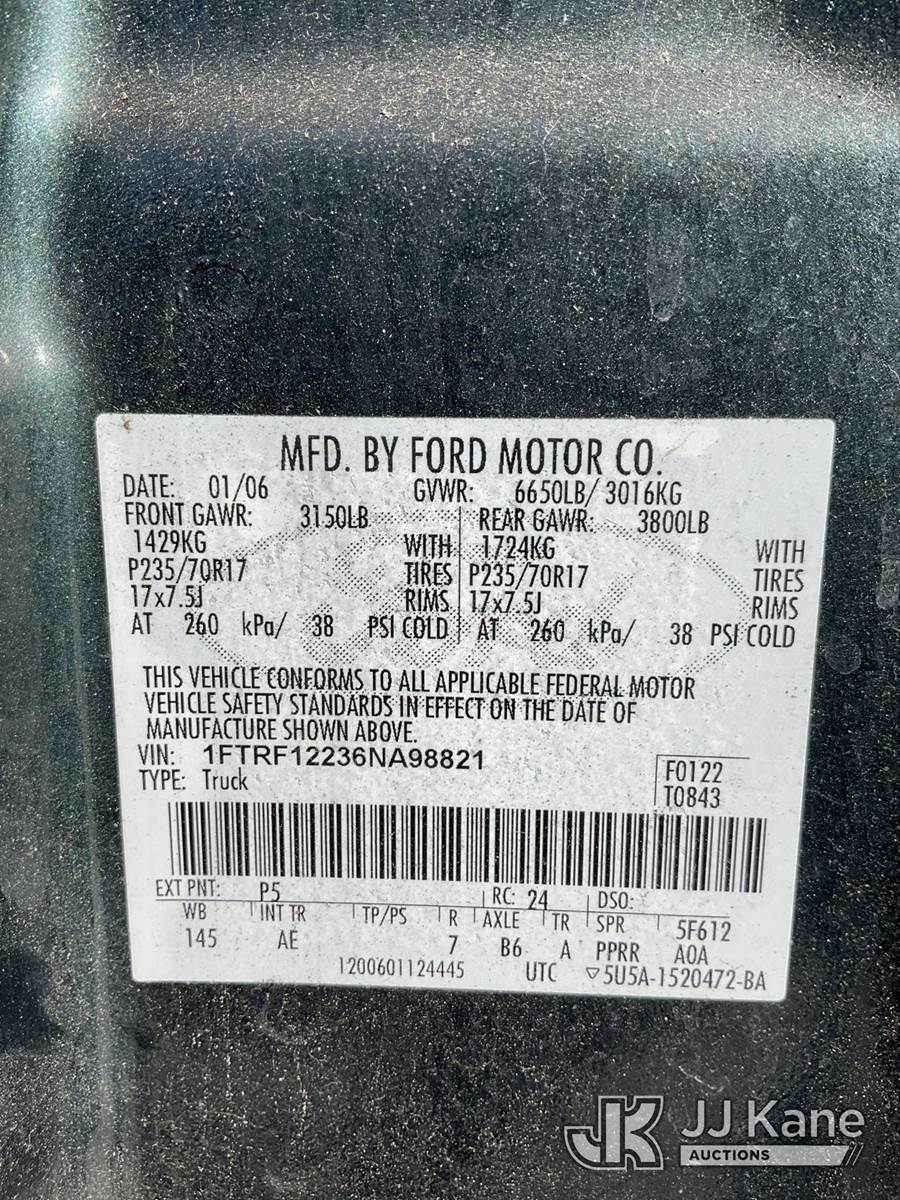 MFD. BY FORD MOTOR CO.
DATE: 01/06 GVWR: 6650LB/ 3016KG
FRONT GAWR: 3150LB REAR GAWR: 3800LB
1429KG WITH 1724KG WITH
P235/70R17 TIRES P235/70R17 TIRES
17x7.5J RIMS 17x7.5J RIMS
AT 260 kPa/ 38 PSI COLD AT 260 kPa/ 38 PSI COLD
THIS VEHICLE CONFORMS TO ALL APPLICABLE FEDERAL MOTOR
VEHICLE SAFETY STANDARDS IN EFFECT ON THE DATE OF
MANUFACTURE SHOWN ABOVE.
VIN: 1FTRF12236NA98821
TYPE: Truck
F0122
T0843
EXT PNT: P5 RC: 24 DSO:
WB INT TR TP/PS R AXLE TR SPR 5F612
145 AE 7 B6 A PPRR AOA
1200601124445 UTC ▽5U5A-1520472-BA
JK JJ Kane
AUCTIONS